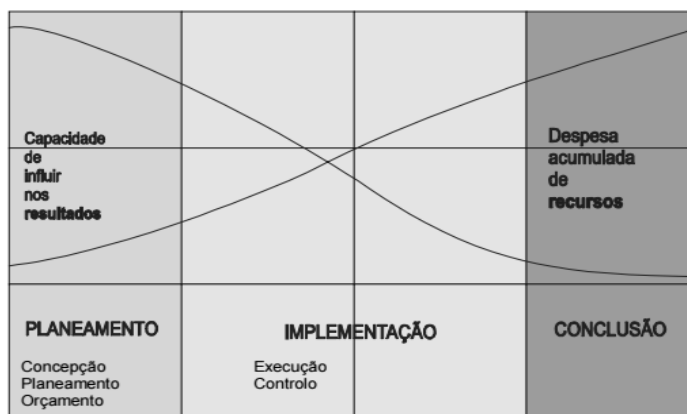 Capacidade
de
influir
nos
resultados
Despesa
acumulada
de
recursos
PLANEAMENTO
IMPLEMENTAÇÃO
CONCLUSÃO
Concepção
Planeamento
Orçamento
Execução
Controlo